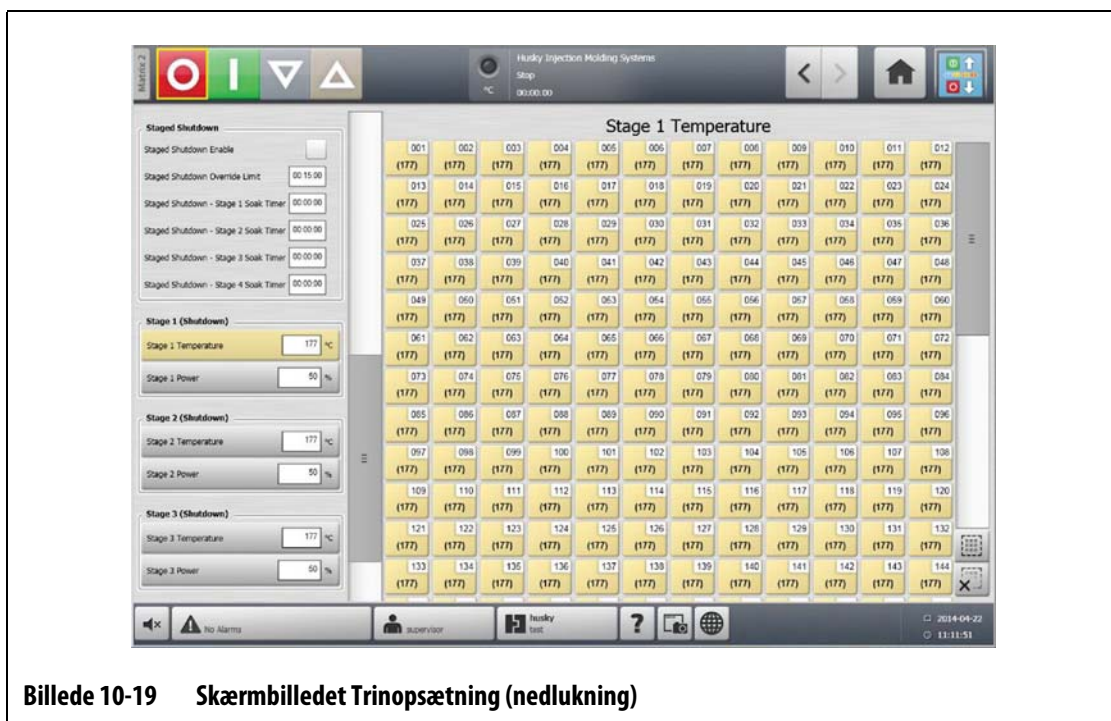 Matrix 2
Husky Injection Molding Systems
Stop
°C 00:00:00
Staged Shutdown
Staged Shutdown Enable
Staged Shutdown Override Limit 00:15:00
Staged Shutdown - Stage 1 Soak Timer 00:00:00
Staged Shutdown - Stage 2 Soak Timer 00:00:00
Staged Shutdown - Stage 3 Soak Timer 00:00:00
Staged Shutdown - Stage 4 Soak Timer 00:00:00
Stage 1 (Shutdown)
Stage 1 Temperature 177 °C
Stage 1 Power 50 %
Stage 2 (Shutdown)
Stage 2 Temperature 177 °C
Stage 2 Power 50 %
Stage 3 (Shutdown)
Stage 3 Temperature 177 °C
Stage 3 Power 50 %
Stage 1 Temperature
001 002 003 004 005 006 007 008 009 010 011 012
(177) (177) (177) (177) (177) (177) (177) (177) (177) (177) (177) (177)
013 014 015 016 017 018 019 020 021 022 023 024
(177) (177) (177) (177) (177) (177) (177) (177) (177) (177) (177) (177)
025 026 027 028 029 030 031 032 033 034 035 036
(177) (177) (177) (177) (177) (177) (177) (177) (177) (177) (177) (177)
037 038 039 040 041 042 043 044 045 046 047 048
(177) (177) (177) (177) (177) (177) (177) (177) (177) (177) (177) (177)
049 050 051 052 053 054 055 056 057 058 059 060
(177) (177) (177) (177) (177) (177) (177) (177) (177) (177) (177) (177)
061 062 063 064 065 066 067 068 069 070 071 072
(177) (177) (177) (177) (177) (177) (177) (177) (177) (177) (177) (177)
073 074 075 076 077 078 079 080 081 082 083 084
(177) (177) (177) (177) (177) (177) (177) (177) (177) (177) (177) (177)
085 086 087 088 089 090 091 092 093 094 095 096
(177) (177) (177) (177) (177) (177) (177) (177) (177) (177) (177) (177)
097 098 099 100 101 102 103 104 105 106 107 108
(177) (177) (177) (177) (177) (177) (177) (177) (177) (177) (177) (177)
109 110 111 112 113 114 115 116 117 118 119 120
(177) (177) (177) (177) (177) (177) (177) (177) (177) (177) (177) (177)
121 122 123 124 125 126 127 128 129 130 131 132
(177) (177) (177) (177) (177) (177) (177) (177) (177) (177) (177) (177)
133 134 135 136 137 138 139 140 141 142 143 144
(177) (177) (177) (177) (177) (177) (177) (177) (177) (177) (177) (177)
No Alarms
supervisor
husky
test
?
2014-04-22
11:11:51
Billede 10-19 Skærmbilledet Trinopsætning (nedlukning)